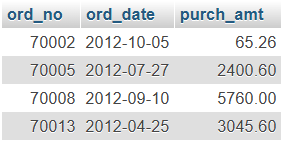 ord_no ord_date purch_amt
70002 2012-10-05 65.26
70005 2012-07-27 2400.60
70008 2012-09-10 5760.00
70013 2012-04-25 3045.60